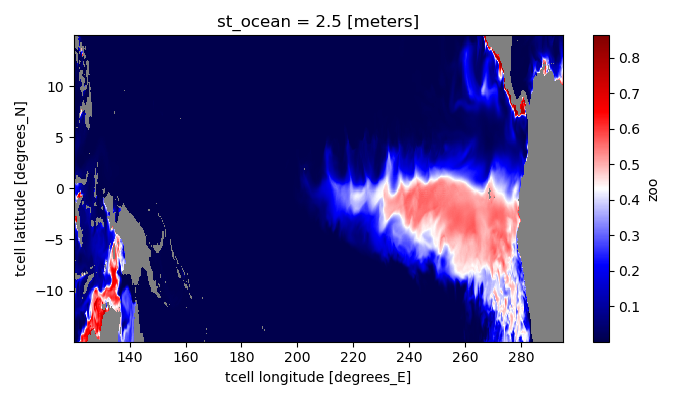 st_ocean = 2.5 [meters]
10
5
0
−5
−10
tcell latitude [degrees_N]
140 160 180 200 220 240 260 280
tcell longitude [degrees_E]
0.8
0.7
0.6
0.5
0.4
0.3
0.2
0.1
zoo